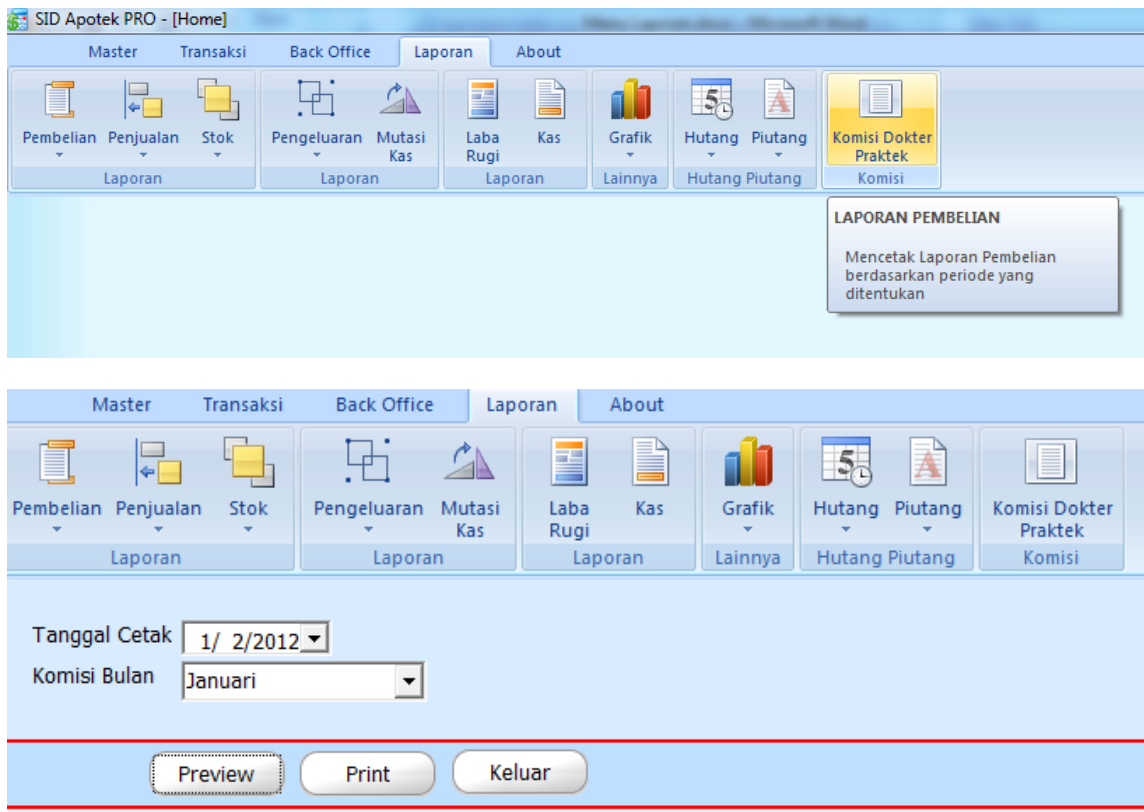 SID Apotek PRO - [Home]
Master Transaksi Back Office Laporan About
Pembelian Penjualan Stok Pengeluaran Mutasi Kas Laba Rugi Kas Grafik Hutang Piutang Komisi Dokter Praktek
Laporan Laporan Laporan Lainnya Hutang Piutang Komisi
LAPORAN PEMBELIAN
Mencetak Laporan Pembelian
berdasarkan periode yang
ditentukan
Master Transaksi Back Office Laporan About
Pembelian Penjualan Stok Pengeluaran Mutasi Kas Laba Rugi Kas Grafik Hutang Piutang Komisi Dokter Praktek
Laporan Laporan Laporan Lainnya Hutang Piutang Komisi
Tanggal Cetak 1/ 2/2012
Komisi Bulan Januari
Preview Print Keluar